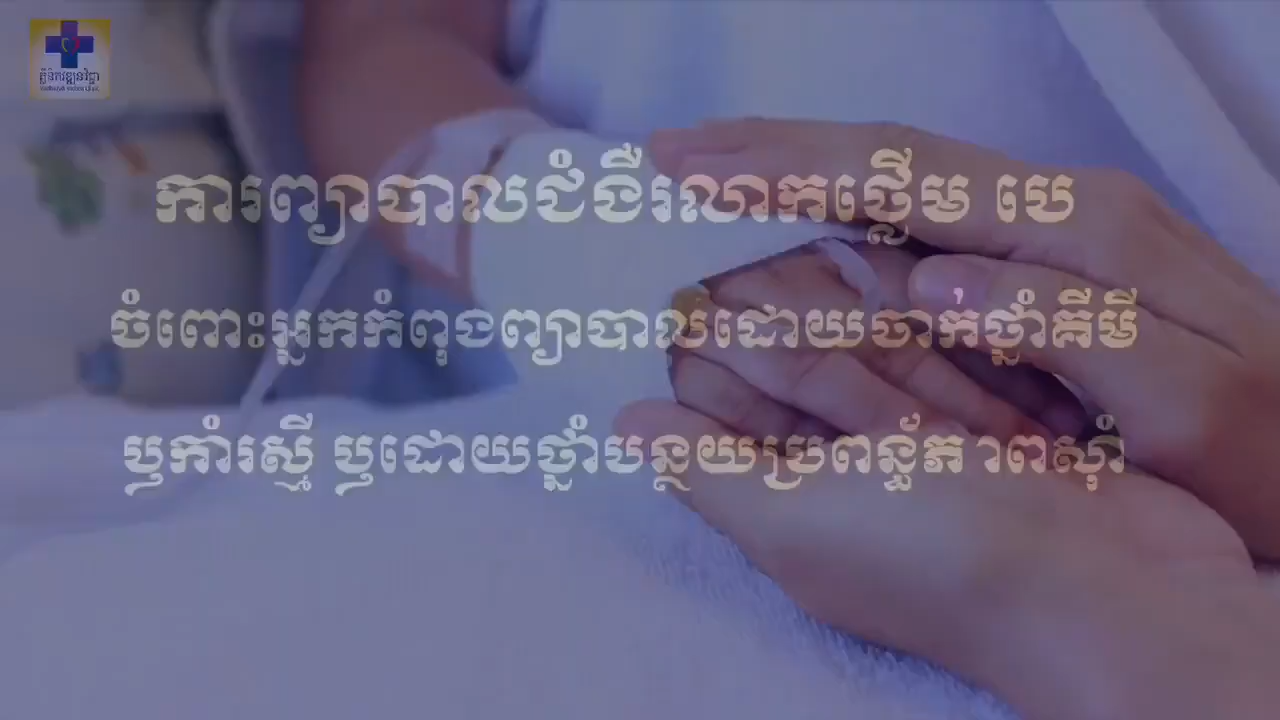 ការព្យាបាលជំងឺរលោកថ្លើម បេ
ចំពោះអ្នកកំពុងព្យាបាល់ដោយចាក់ថ្នាំគីមី
ឫកាំរស្មី ឫដោយថ្នាំបន្ថយប្រពន្ធ័ភាពស៊ាំ